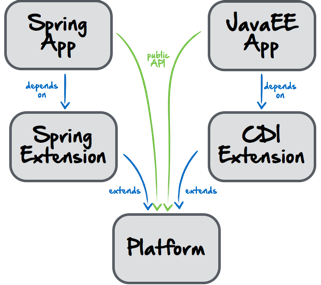 Spring
App
JavaEE
App
public
API
depends
on
depends
on
Spring
Extension
CDI
Extension
extends
extends
Platform